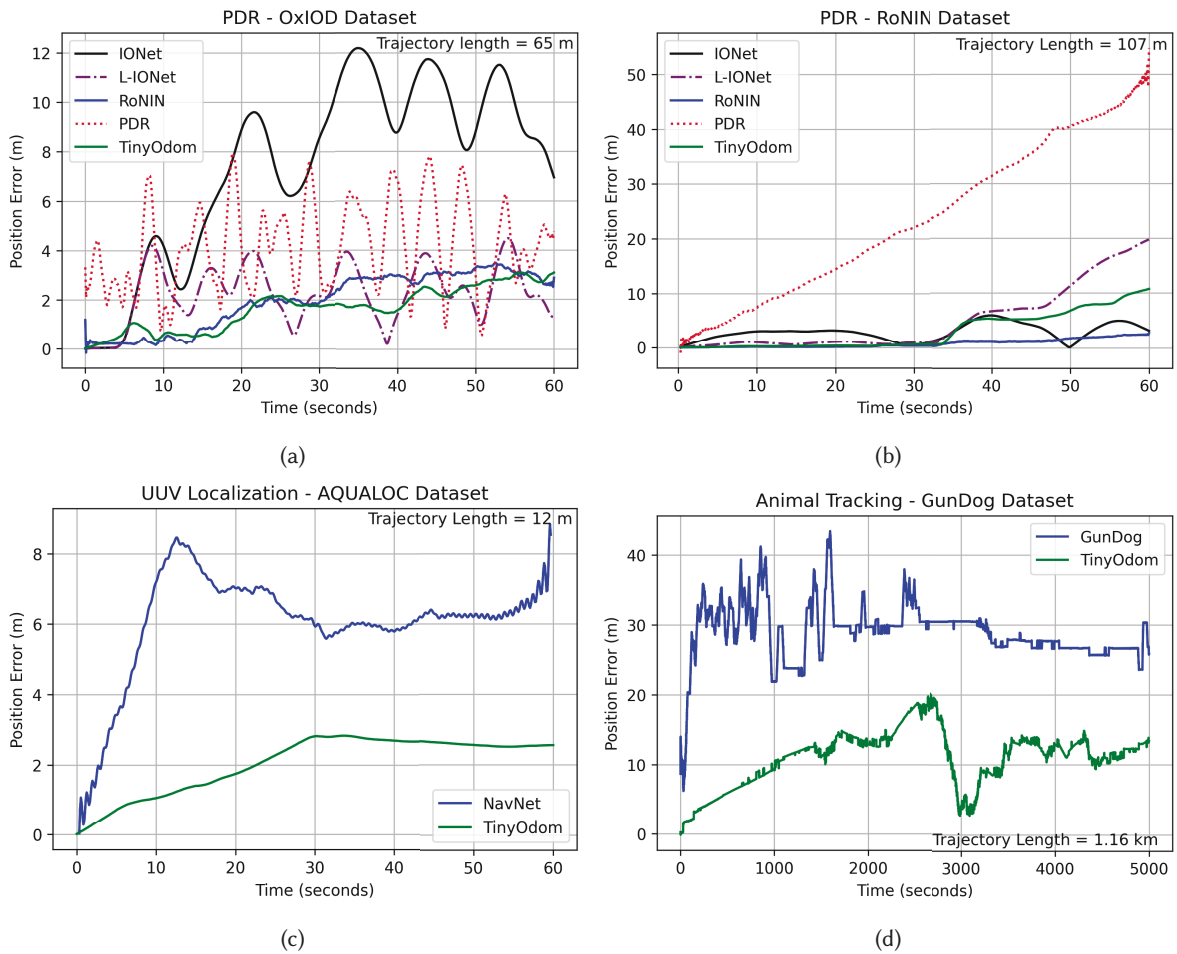 PDR - OxIOD Dataset
Trajectory length = 65 m
IONet
L-IONet
RoNIN
PDR
TinyOdom
Position Error (m)
12
10
8
6
4
2
0
0 10 20 30 40 50 60
Time (seconds)
(a)
PDR - RoNIN Dataset
Trajectory Length = 107 m
IONet
L-IONet
RoNIN
PDR
TinyOdom
Position Error (m)
50
40
30
20
10
0
0 10 20 30 40 50 60
Time (seconds)
(b)
UUV Localization - AQUALOC Dataset
Trajectory Length = 12 m
Position Error (m)
8
6
4
2
0
NavNet
TinyOdom
0 10 20 30 40 50 60
Time (seconds)
(c)
Animal Tracking - GunDog Dataset
GunDog
TinyOdom
Position Error (m)
40
30
20
10
0
Trajectory Length = 1.16 km
0 1000 2000 3000 4000 5000
Time (seconds)
(d)